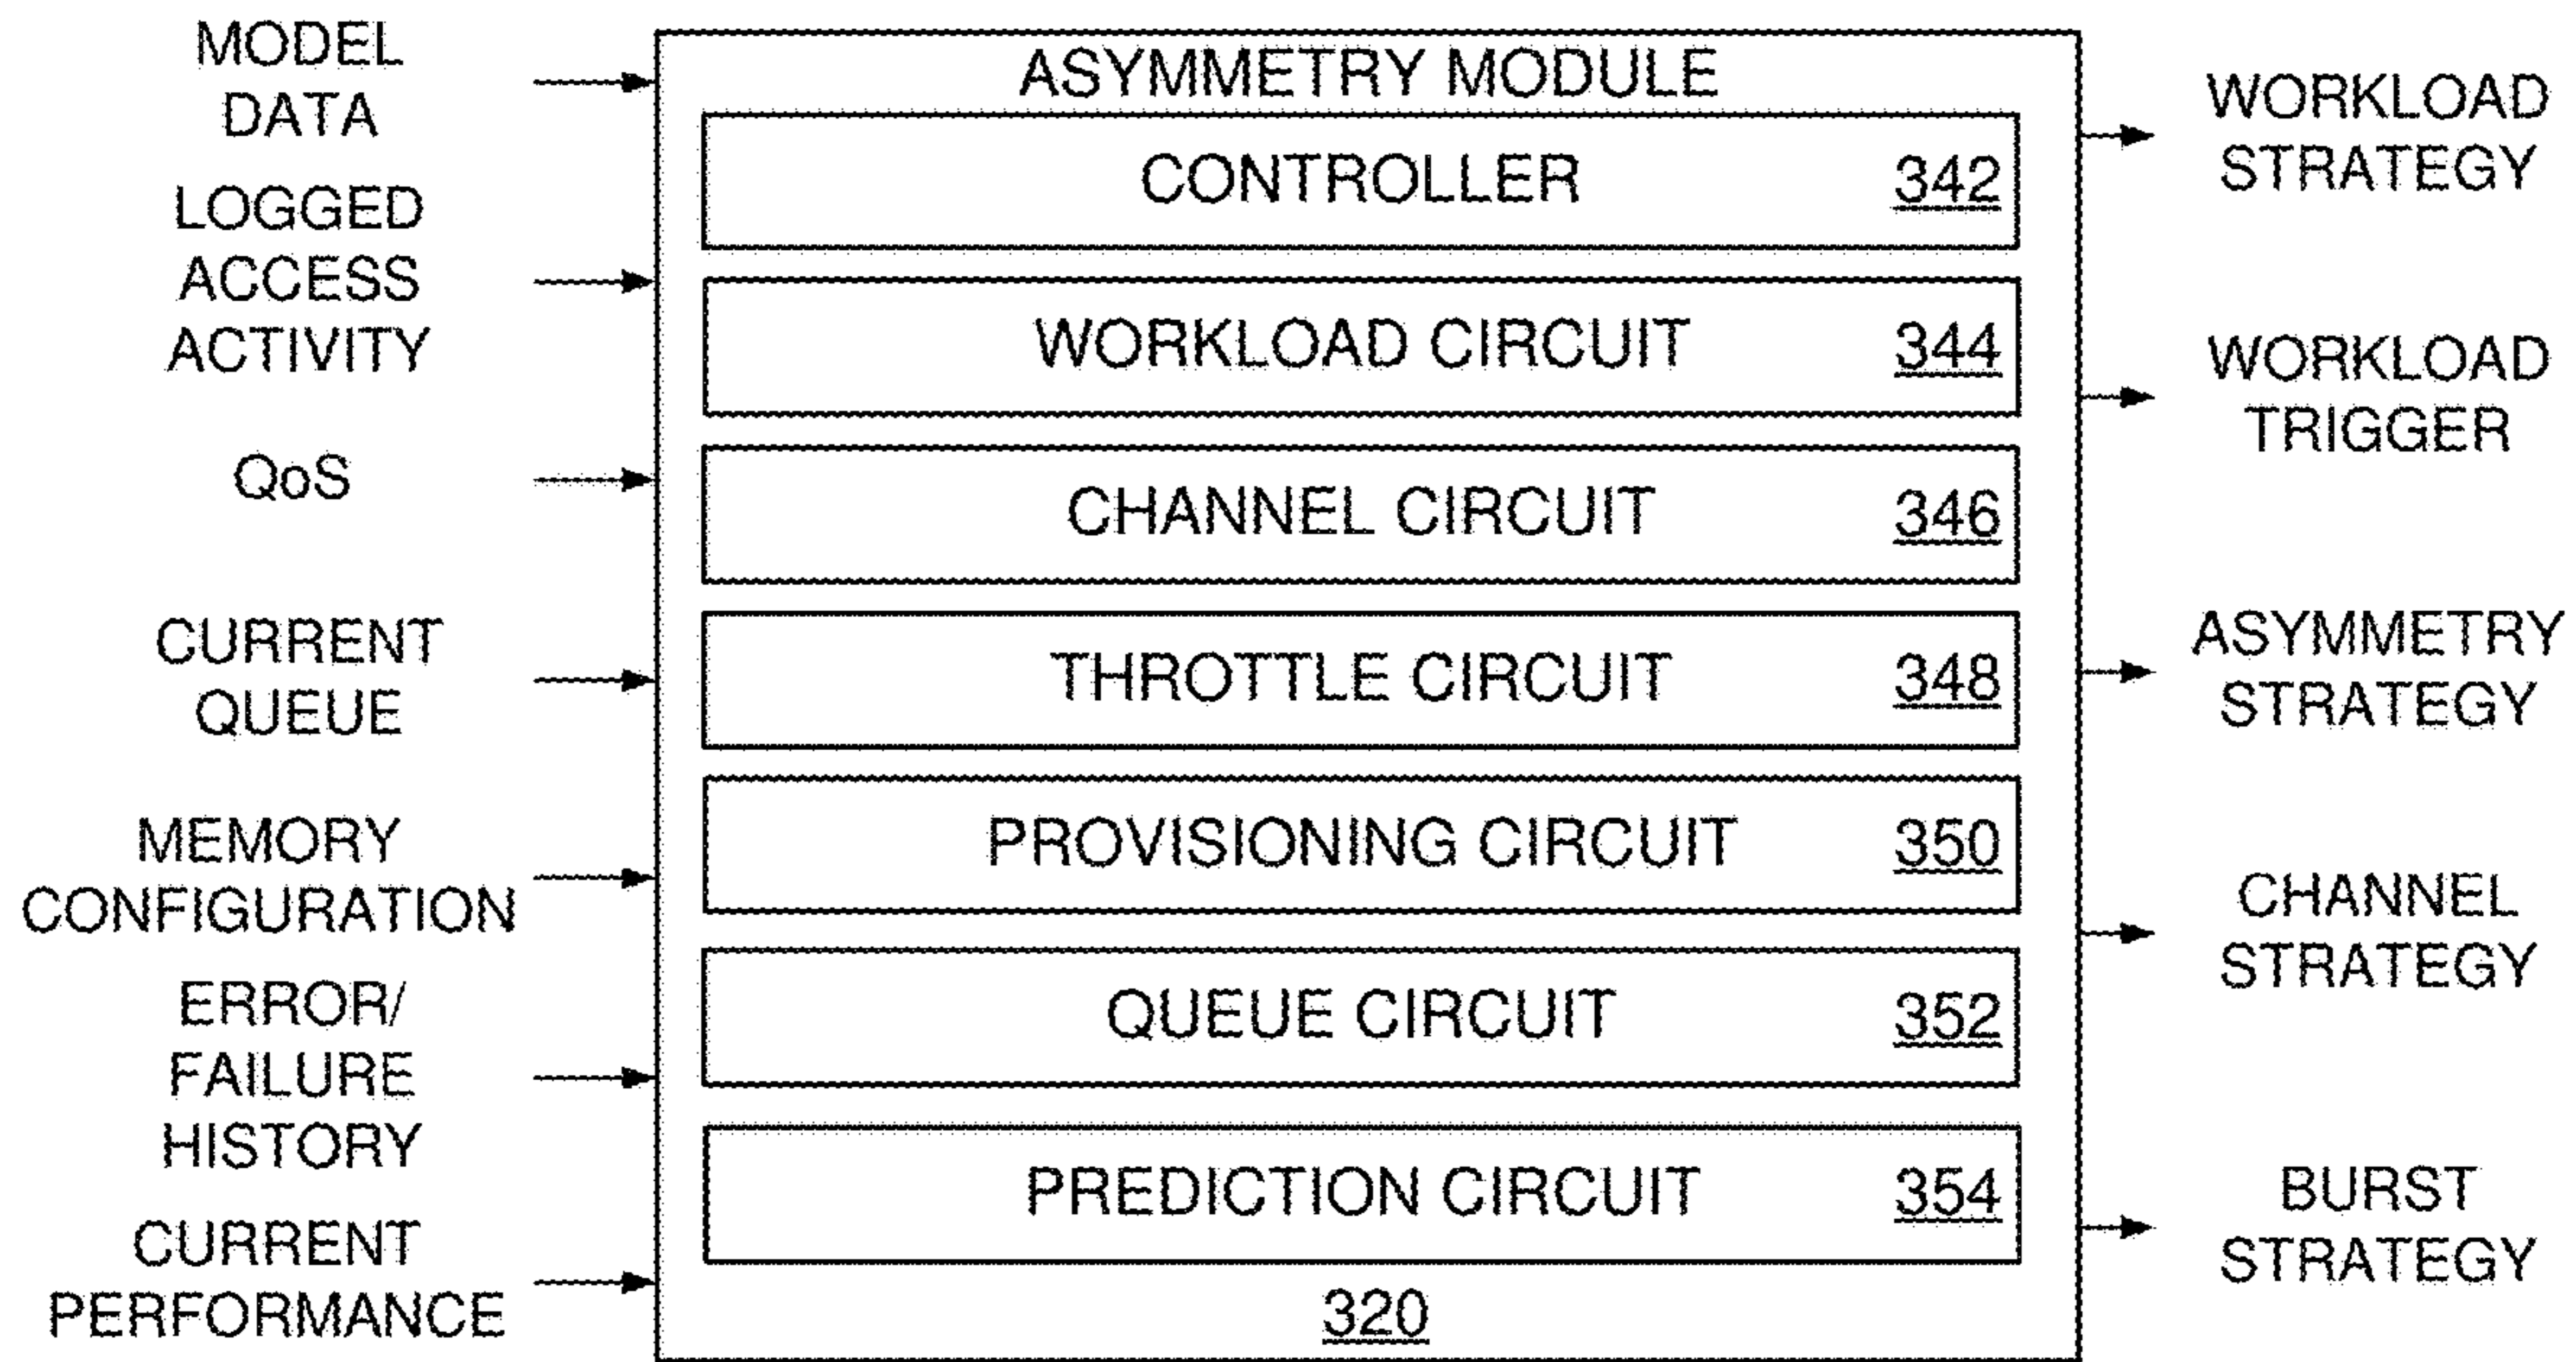 MODEL
DATA
LOGGED
ACCESS
ACTIVITY
QoS
CURRENT
QUEUE
MEMORY
CONFIGURATION
ERROR/
FAILURE
HISTORY
CURRENT
PERFORMANCE
ASYMMETRY MODULE
CONTROLLER 342
WORKLOAD CIRCUIT 344
CHANNEL CIRCUIT 346
THROTTLE CIRCUIT 348
PROVISIONING CIRCUIT 350
QUEUE CIRCUIT 352
PREDICTION CIRCUIT 354
320
WORKLOAD
STRATEGY
WORKLOAD
TRIGGER
ASYMMETRY
STRATEGY
CHANNEL
STRATEGY
BURST
STRATEGY